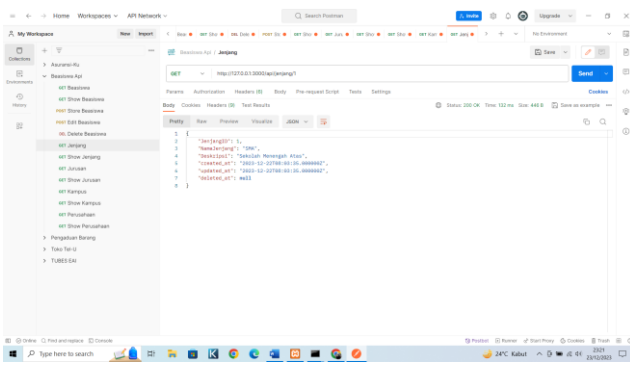 Home Workspaces API Network
Search Postman
Invite
Upgrade
My Workspace
New Import
No Environment
Collections
Environments
History
Asuransi-Ku
Beasiswa Api
GET Beasiswa
GET Show Beasiswa
POST Store Beasiswa
POST Edit Beasiswa
DEL Delete Beasiswa
GET Jenjang
GET Show Jenjang
GET Jurusan
GET Show Jurusan
GET Kampus
GET Show Kampus
GET Perusahaan
GET Show Perusahaan
Pengaduan Barang
Toko Tel-U
TUBES EAI
Beasiswa Api / Jenjang
Save
GET http://127.0.0.1:3000/api/jenjang/1
Send
Params Authorization Headers (6) Body Pre-request Script Tests Settings
Cookies
Body Cookies Headers (9) Test Results
Status: 200 OK Time: 132 ms Size: 445 B Save as example
Pretty Raw Preview Visualize JSON
1 {
2 "JenjangID": 1,
3 "NamaJenjang": "SMA",
4 "Deskripsi": "Sekolah Menengah Atas",
5 "created_at": "2023-12-22T08:03:35.000000Z",
6 "updated_at": "2023-12-22T08:03:35.000000Z",
7 "deleted_at": null
8 }
Online Find and replace Console
Postbot Runner Start Proxy Cookies Trash
Type here to search
24°C Kabut
23/12/2023